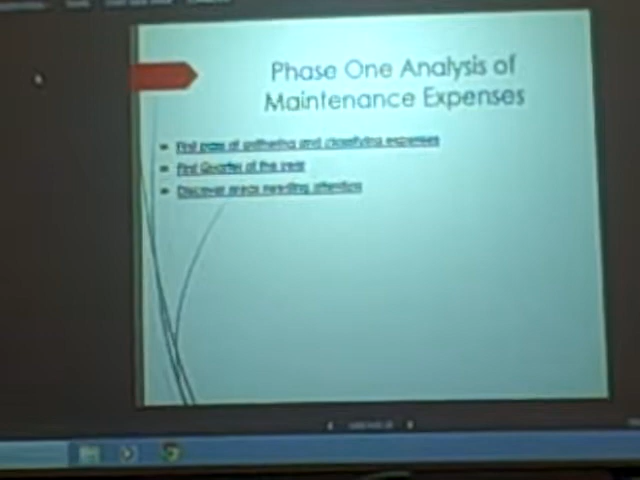 Phase One Analysis of
Maintenance Expenses
First pass of gathering and classifying expenses
First Quarter of the year
Discover areas needing attention